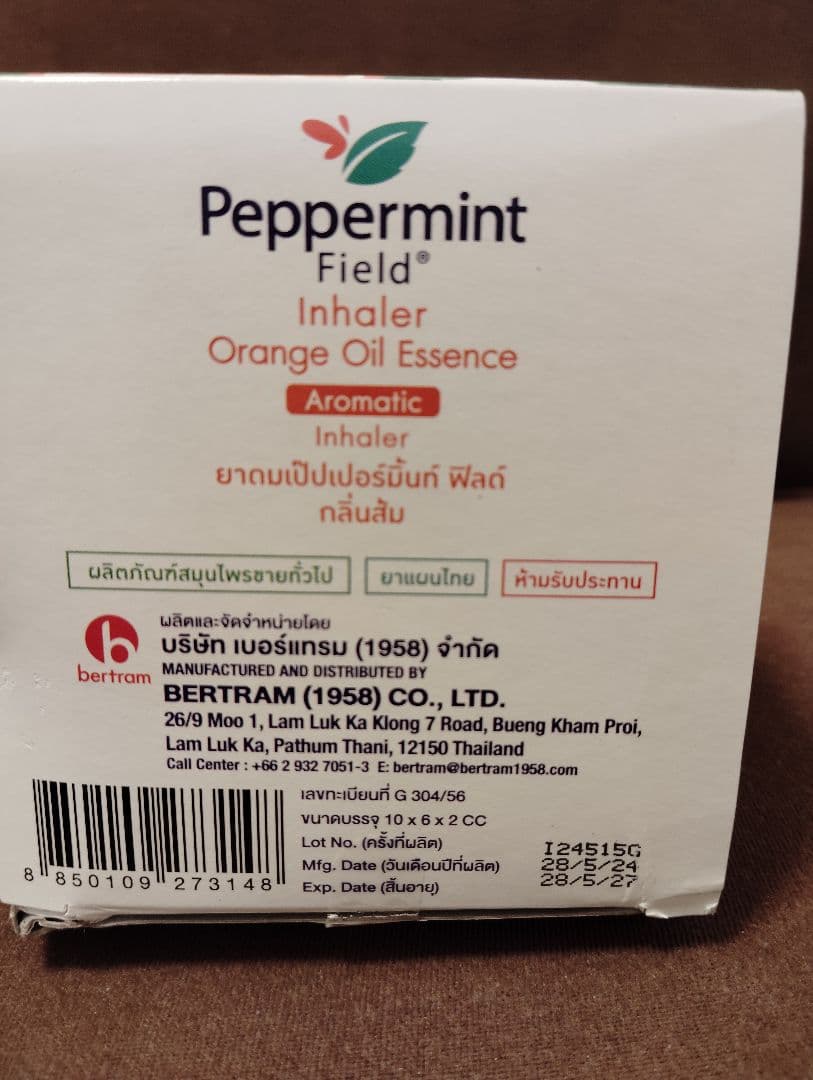 Peppermint
Field®
Inhaler
Orange Oil Essence
Aromatic
Inhaler
ยาดมเป๊ปเปอร์มิ้นท์ ฟิลด์
กลิ่นส้ม
ผลิตภัณฑ์สมุนไพรขายทั่วไป ยาแผนไทย ห้ามรับประทาน
b
bertram
ผลิตและจัดจำหน่ายโดย
บริษัท เบอร์แทรม (1958) จำกัด
MANUFACTURED AND DISTRIBUTED BY
BERTRAM (1958) CO., LTD.
26/9 Moo 1, Lam Luk Ka Klong 7 Road, Bueng Kham Proi,
Lam Luk Ka, Pathum Thani, 12150 Thailand
Call Center : +66 2 932 7051-3 E: bertram@bertram1958.com
8 850109 273148
เลขทะเบียนที่ G 304/56
ขนาดบรรจุ 10 x 6 x 2 CC
Lot No. (ครั้งที่ผลิต) I24515G
Mfg. Date (วันเดือนปีที่ผลิต) 28/5/24
Exp. Date (สิ้นอายุ) 28/5/27